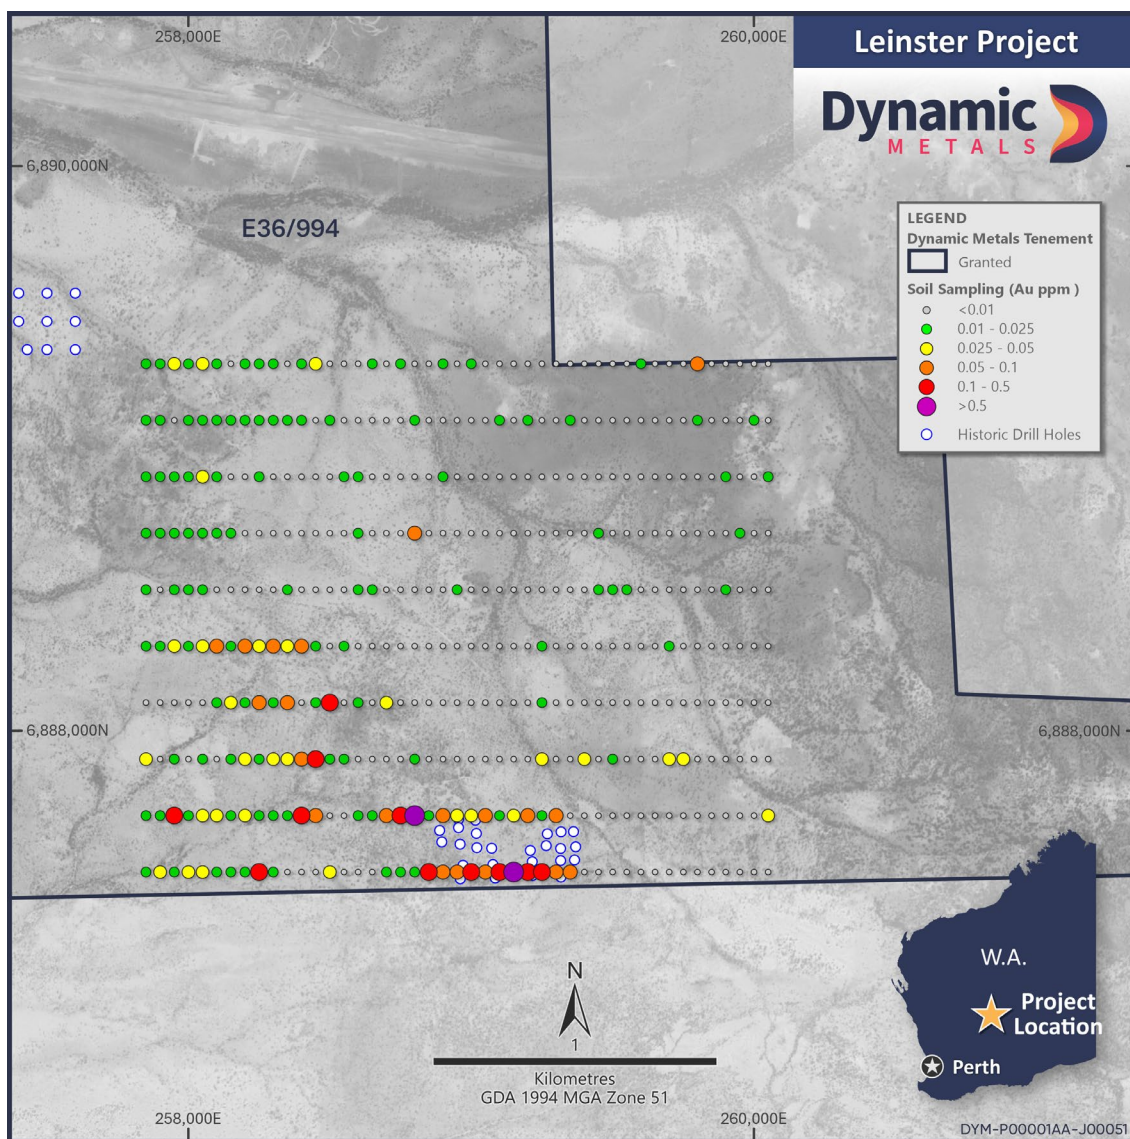 258,000E
260,000E
Leinster Project
Dynamic
METALS
6,890,000N
E36/994
LEGEND
Dynamic Metals Tenement
Granted
Soil Sampling (Au ppm )
<0.01
0.01 - 0.025
0.025 - 0.05
0.05 - 0.1
0.1 - 0.5
>0.5
Historic Drill Holes
6,888,000N
6,888,000N
W.A.
Project
Location
Perth
N
1
Kilometres
GDA 1994 MGA Zone 51
258,000E
260,000E
DYM-P00001AA-J00051